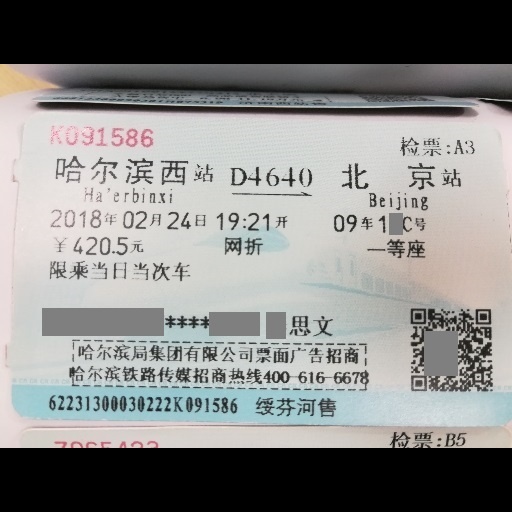 K091586
检票:A3
哈尔滨西站 D4640 北京站
Ha'erbinxi Beijing
2018年02月24日 19:21开 09车1 C号
￥420.5元 网折 一等座
限乘当日当次车
**** 思文
哈尔滨局集团有限公司票面广告招商
哈尔滨铁路传媒招商热线400-616-6678
62231300030222K091586 绥芬河售
检票:B5